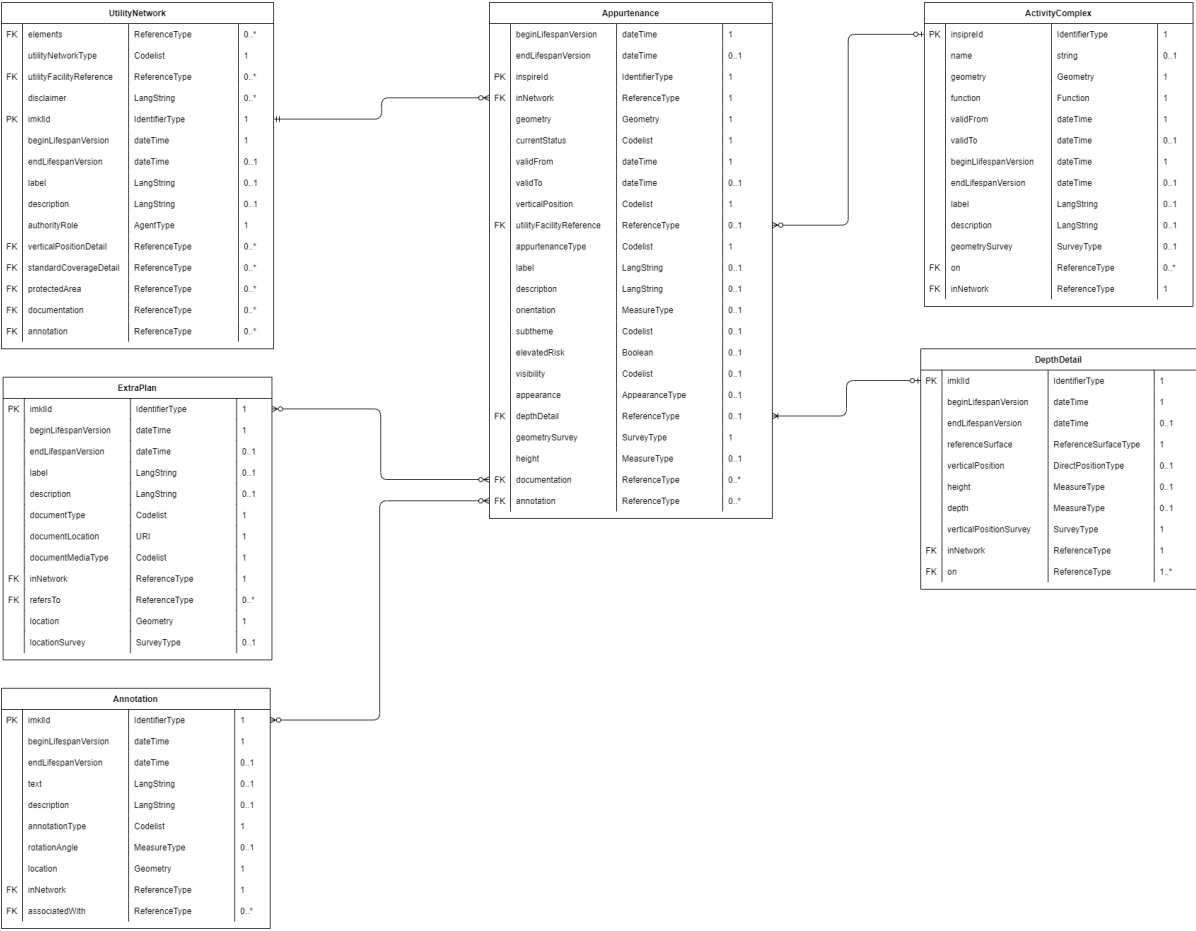 UtilityNetwork
FK elements ReferenceType 0..*
utilityNetworkType Codelist 1
FK utilityFacilityReference ReferenceType 0..*
disclaimer LangString 0..*
PK imklId IdentifierType 1
beginLifespanVersion dateTime 1
endLifespanVersion dateTime 0..1
label LangString 0..1
description LangString 0..1
authorityRole AgentType 1
FK verticalPositionDetail ReferenceType 0..*
FK standardCoverageDetail ReferenceType 0..*
FK protectedArea ReferenceType 0..*
FK documentation ReferenceType 0..*
FK annotation ReferenceType 0..*
ExtraPlan
PK imklId IdentifierType 1
beginLifespanVersion dateTime 1
endLifespanVersion dateTime 0..1
label LangString 0..1
description LangString 0..1
documentType Codelist 1
documentLocation URI 1
documentMediaType Codelist 1
FK inNetwork ReferenceType 1
FK refersTo ReferenceType 0..*
location Geometry 1
locationSurvey SurveyType 0..1
Annotation
PK imklId IdentifierType 1
beginLifespanVersion dateTime 1
endLifespanVersion dateTime 0..1
text LangString 0..1
description LangString 0..1
annotationType Codelist 1
rotationAngle MeasureType 0..1
location Geometry 1
FK inNetwork ReferenceType 1
FK associatedWith ReferenceType 0..*
Appurtenance
beginLifespanVersion dateTime 1
endLifespanVersion dateTime 0..1
PK inspireId IdentifierType 1
FK inNetwork ReferenceType 1
geometry Geometry 1
currentStatus Codelist 1
validFrom dateTime 1
validTo dateTime 0..1
verticalPosition Codelist 1
FK utilityFacilityReference ReferenceType 0..1
appurtenanceType Codelist 1
label LangString 0..1
description LangString 0..1
orientation MeasureType 0..1
subtheme Codelist 0..1
elevatedRisk Boolean 0..1
visibility Codelist 0..1
appearance AppearanceType 0..1
FK depthDetail ReferenceType 0..1
geometrySurvey SurveyType 1
height MeasureType 0..1
FK documentation ReferenceType 0..*
FK annotation ReferenceType 0..*
ActivityComplex
PK insipreId IdentifierType 1
name string 0..1
geometry Geometry 1
function Function 1
validFrom dateTime 1
validTo dateTime 0..1
beginLlifespanVersion dateTime 1
endLifespanVersion dateTime 0..1
label LangString 0..1
description LangString 0..1
geometrySurvey SurveyType 0..1
FK on ReferenceType 0..*
FK inNetwork ReferenceType 1
DepthDetail
PK imklId IdentifierType 1
beginLifespanVersion dateTime 1
endLifespanVersion dateTime 0..1
referenceSurface ReferenceSurfaceType 1
verticalPosition DirectPositionType 0..1
height MeasureType 0..1
depth MeasureType 0..1
verticalPositionSurvey SurveyType 1
FK inNetwork ReferenceType 1
FK on ReferenceType 1..*